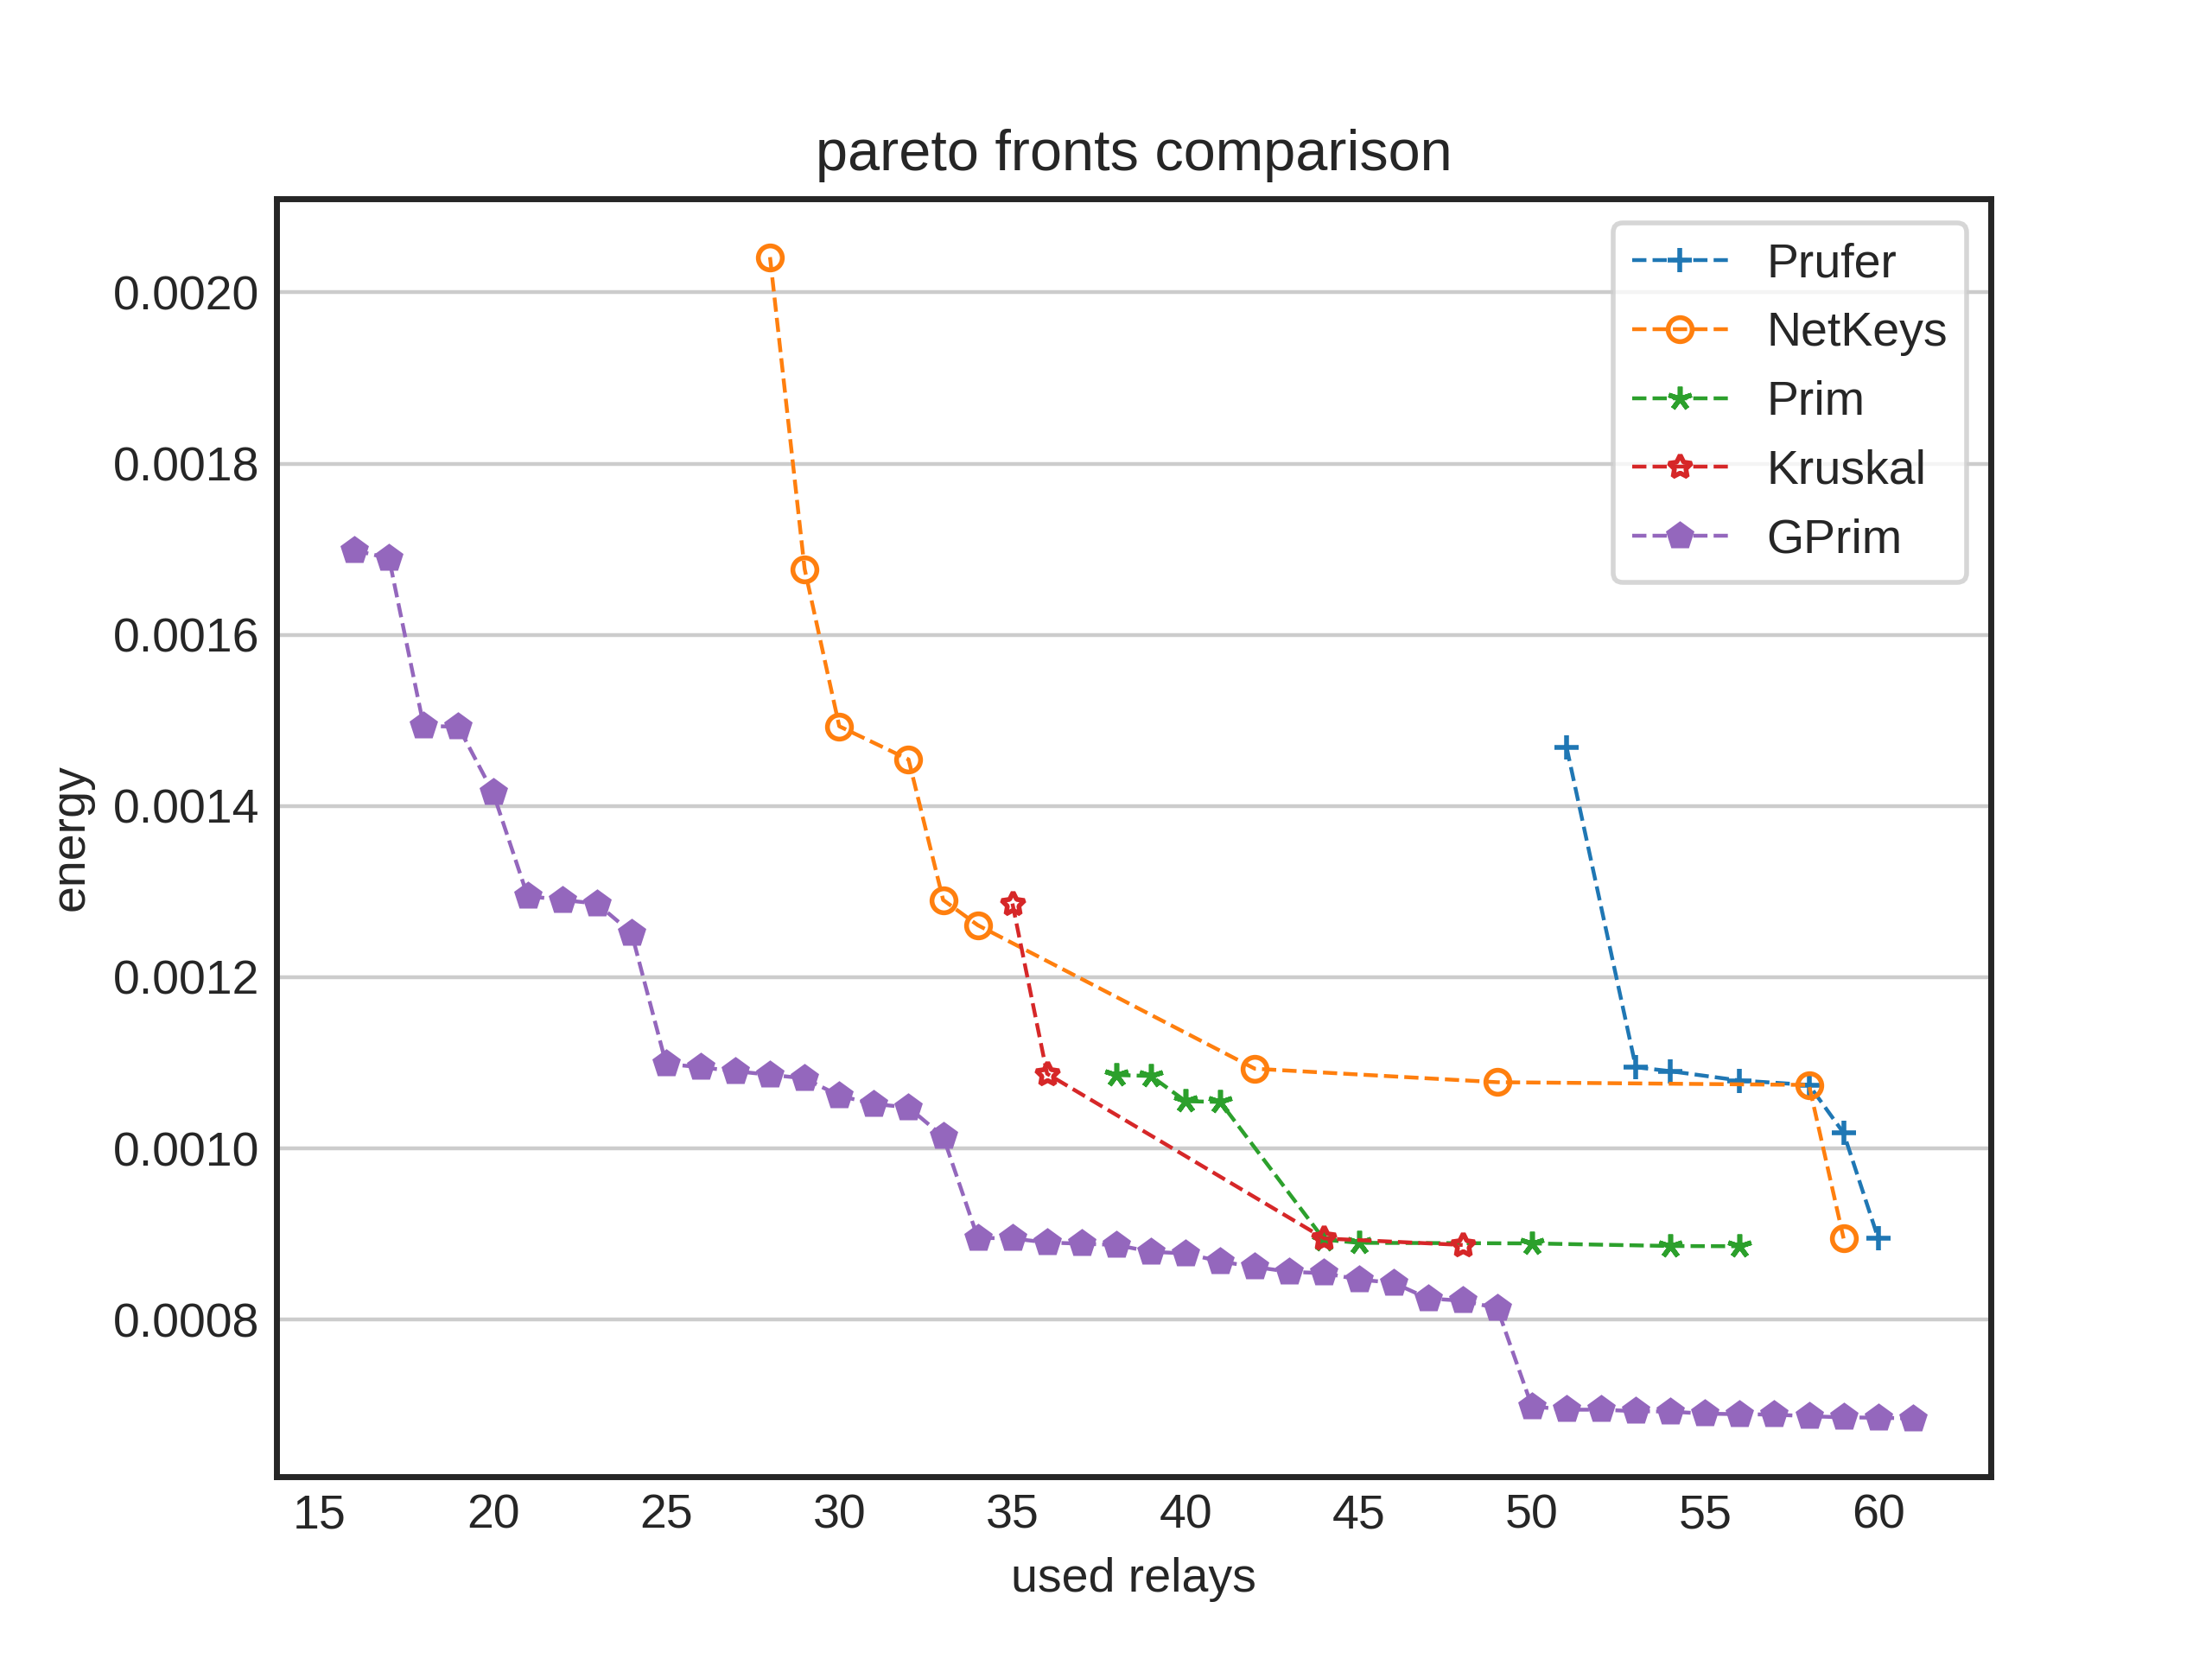 pareto fronts comparison
Prufer
NetKeys
Prim
Kruskal
GPrim
0.0020
0.0018
0.0016
0.0014
0.0012
0.0010
0.0008
energy
15 20 25 30 35 40 45 50 55 60
used relays